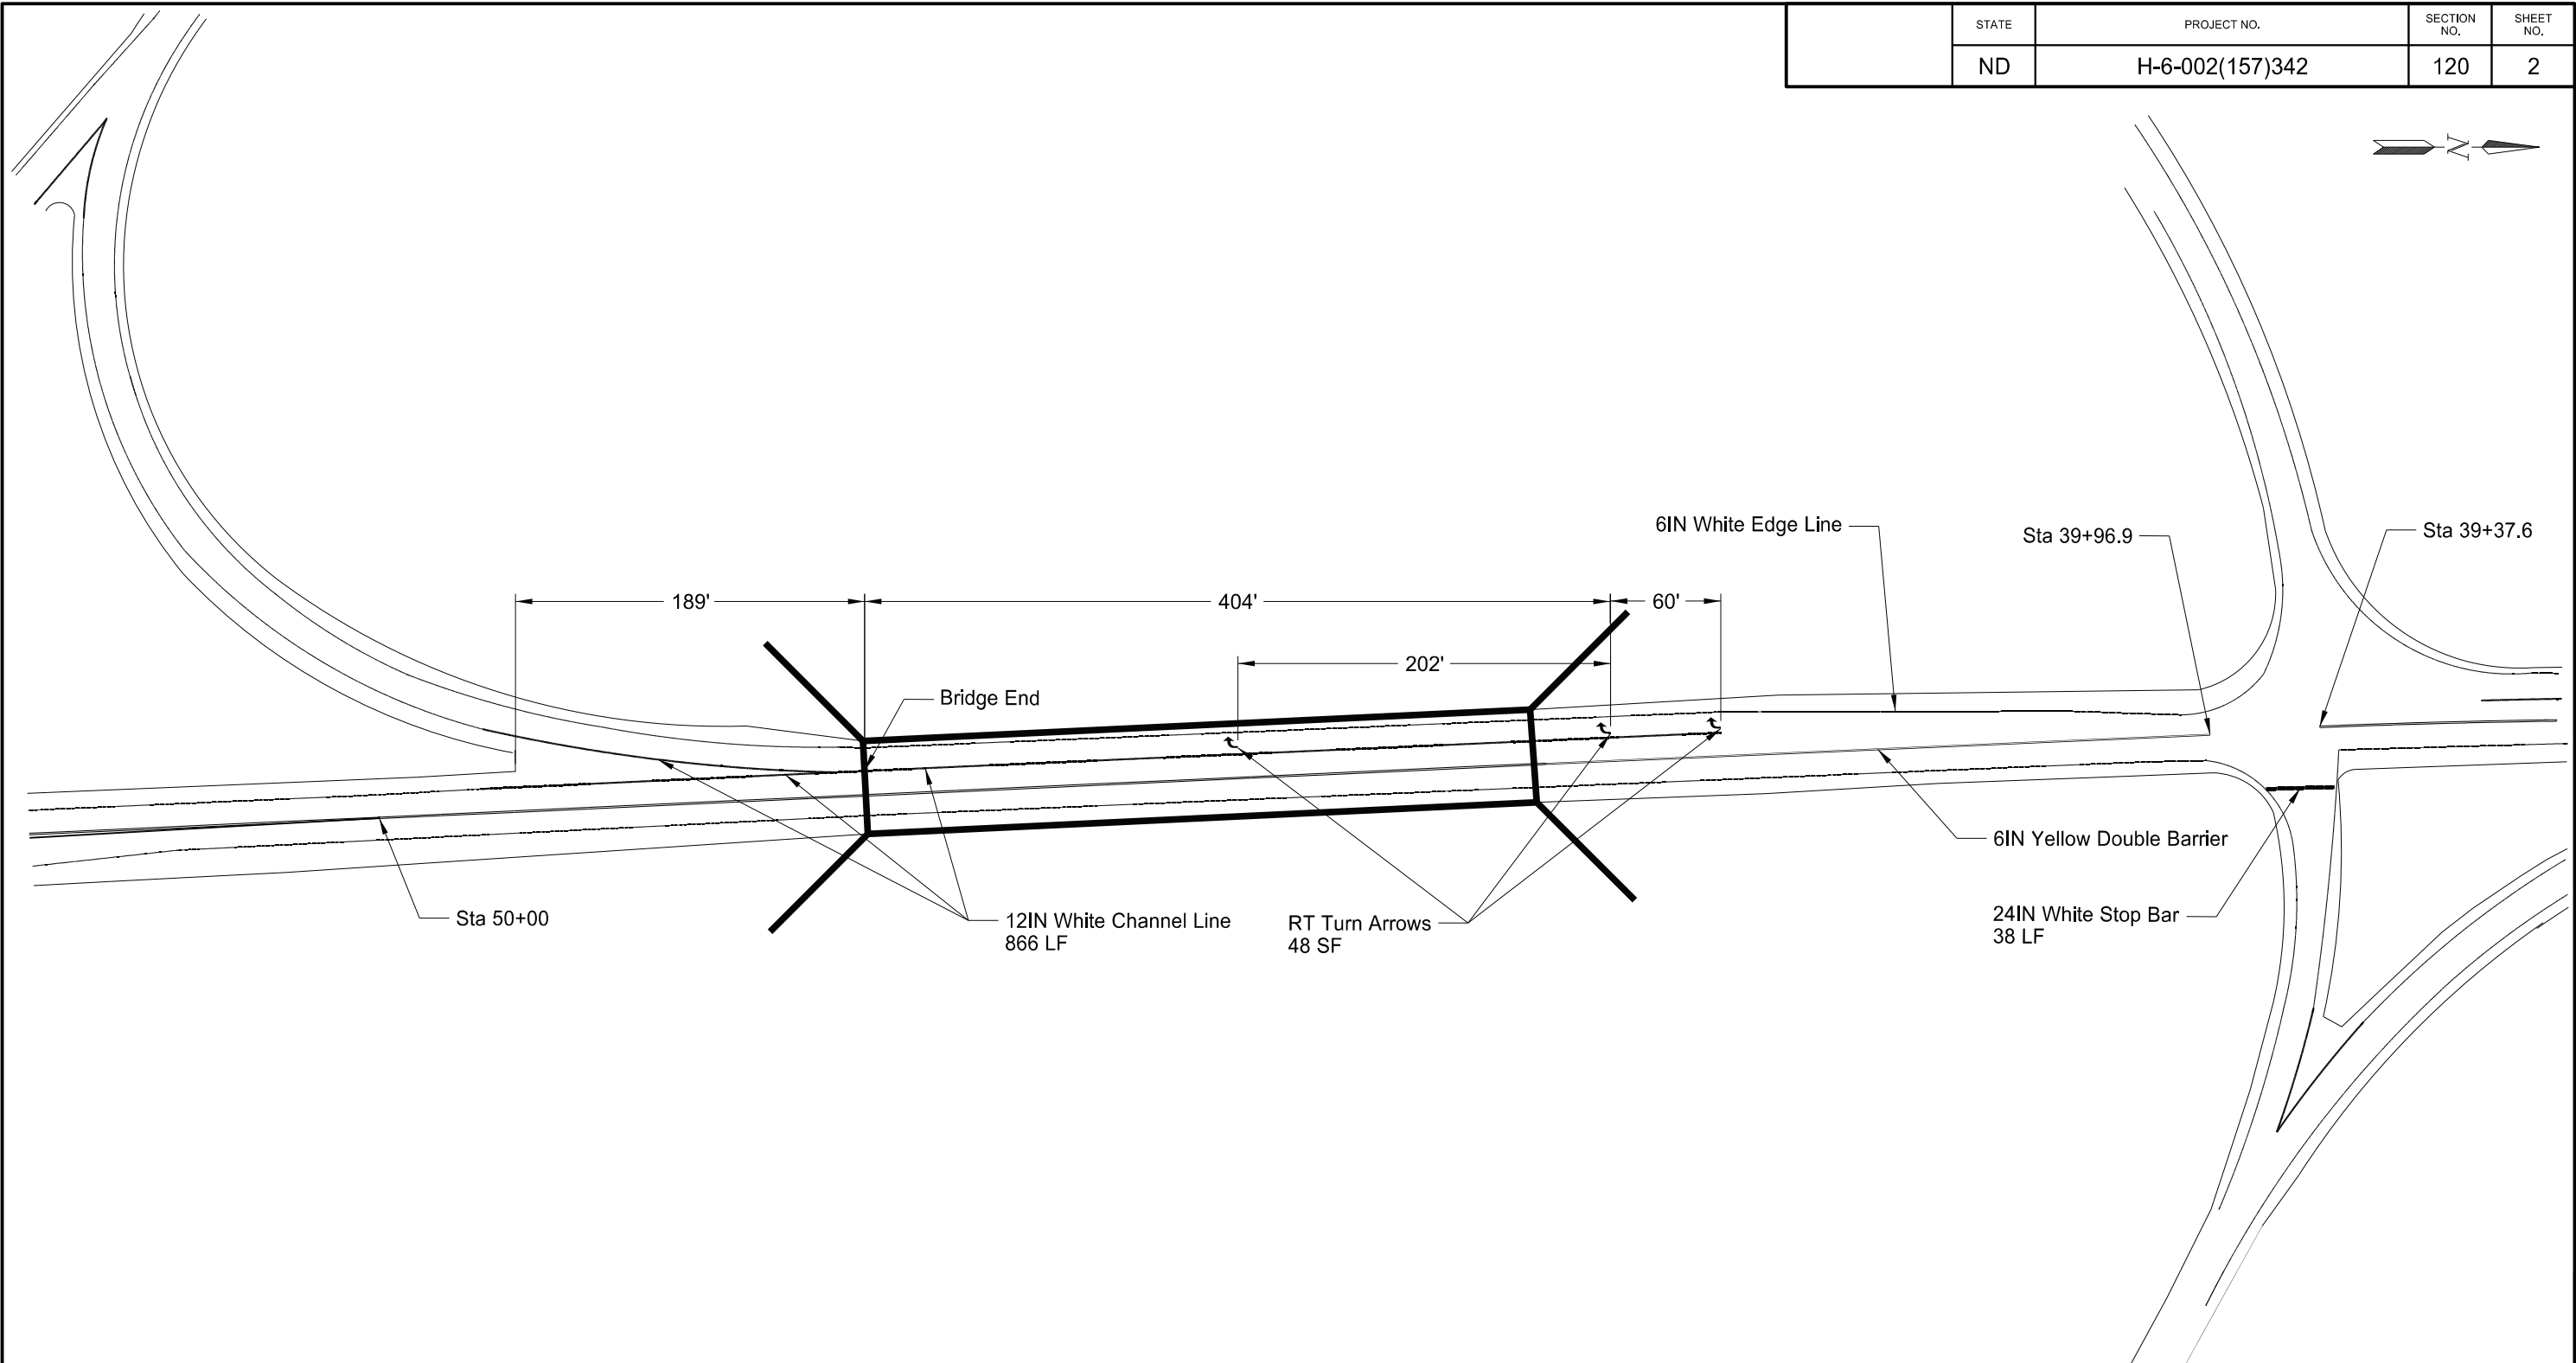 STATE
PROJECT NO.
SECTION
NO.
SHEET
NO.
ND
H-6-002(157)342
120
2
N
6IN White Edge Line
Sta 39+96.9
Sta 39+37.6
189'
404'
60'
202'
Bridge End
6IN Yellow Double Barrier
Sta 50+00
12IN White Channel Line
866 LF
RT Turn Arrows
48 SF
24IN White Stop Bar
38 LF